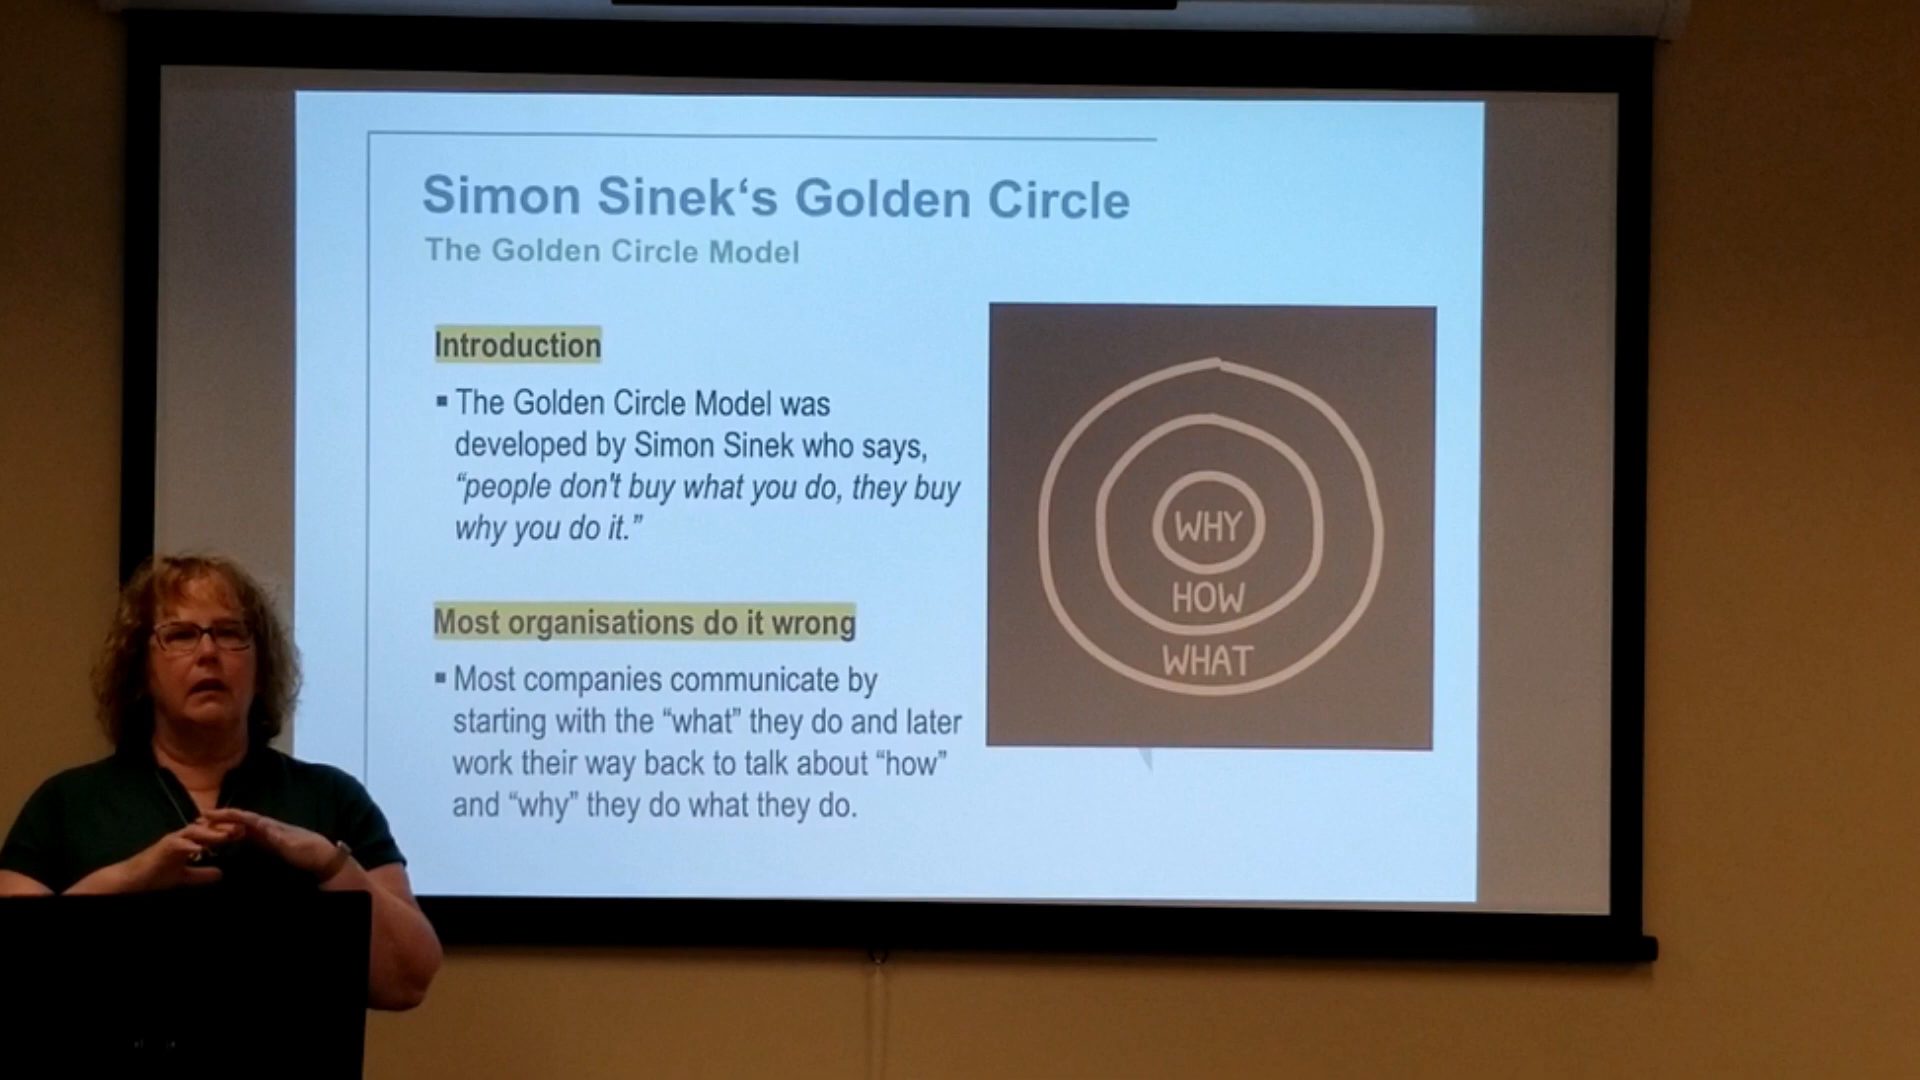 Simon Sinek‘s Golden Circle
The Golden Circle Model
Introduction
▪ The Golden Circle Model was
developed by Simon Sinek who says,
“people don't buy what you do, they buy
why you do it.”
Most organisations do it wrong
▪ Most companies communicate by
starting with the “what” they do and later
work their way back to talk about “how”
and “why” they do what they do.
WHY
HOW
WHAT